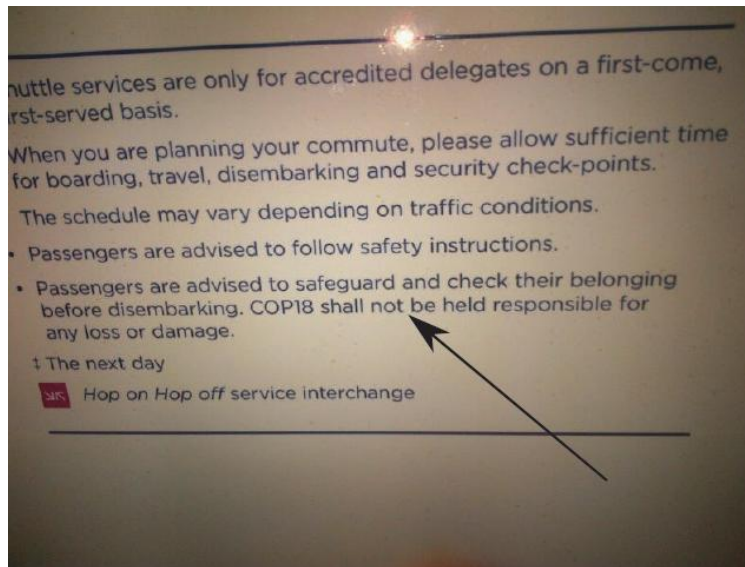 huttle services are only for accredited delegates on a first-come,
rst-served basis.
When you are planning your commute, please allow sufficient time
for boarding, travel, disembarking and security check-points.
The schedule may vary depending on traffic conditions.
• Passengers are advised to follow safety instructions.
• Passengers are advised to safeguard and check their belonging
before disembarking. COP18 shall not be held responsible for
any loss or damage.
‡ The next day
Hop on Hop off service interchange